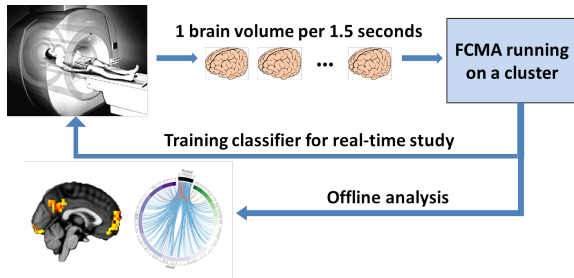 1 brain volume per 1.5 seconds
...
FCMA running
on a cluster
Training classifier for real-time study
Offline analysis